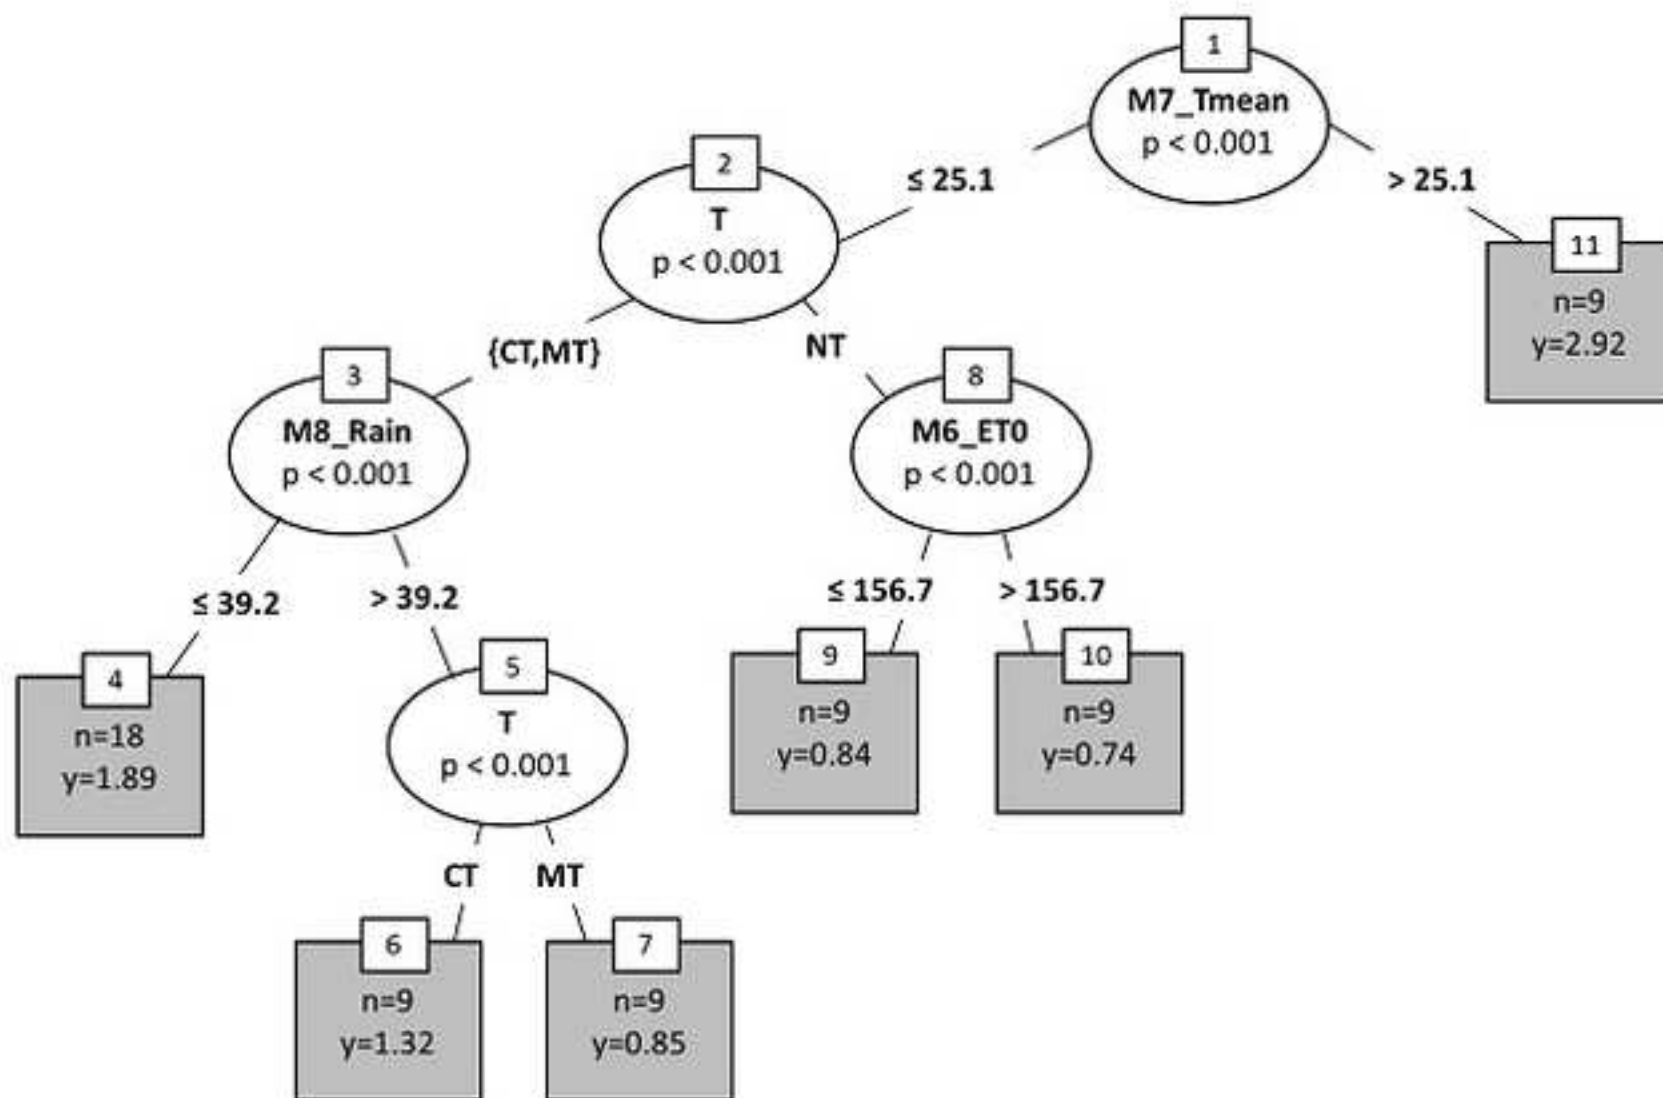 1
M7_Tmean
p < 0.001
≤ 25.1
> 25.1
2
T
p < 0.001
11
n=9
y=2.92
{CT,MT}
NT
3
M8_Rain
p < 0.001
8
M6_ET0
p < 0.001
≤ 39.2
> 39.2
≤ 156.7
> 156.7
4
n=18
y=1.89
5
T
p < 0.001
9
n=9
y=0.84
10
n=9
y=0.74
CT
MT
6
n=9
y=1.32
7
n=9
y=0.85